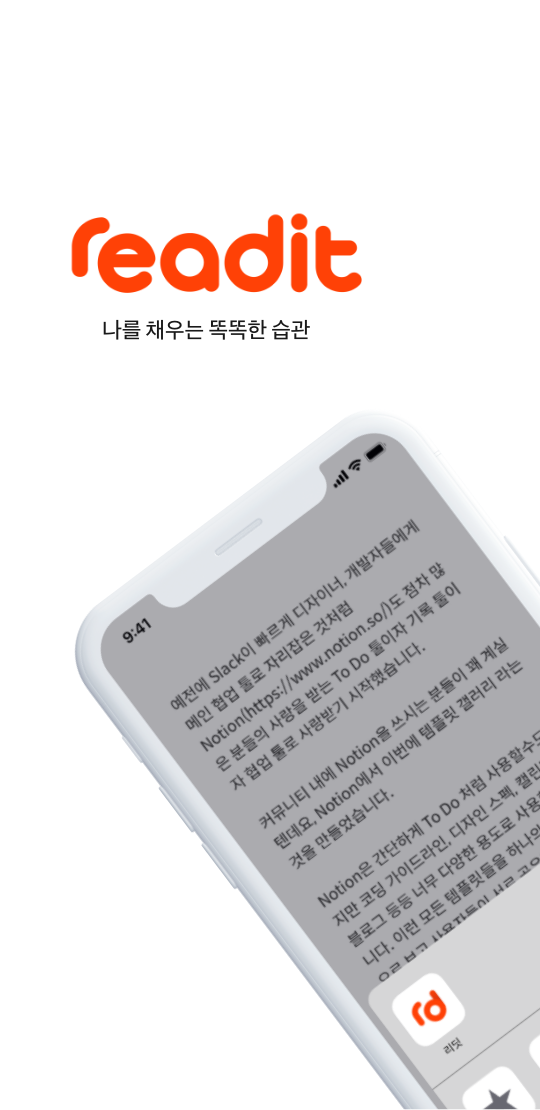 readit
나를 채우는 똑똑한 습관
9:41
예전에 Slack이 빠르게 디자이너, 개발자들에게
메인 협업 툴로 자리잡은 것처럼
Notion(https://www.notion.so/)도 점차 많
은 분들의 사랑을 받는 To Do 툴이자 기록 툴이
자 협업 툴로 사랑받기 시작했습니다.
커뮤니티 내에 Notion을 쓰시는 분들이 꽤 계실
텐데요, Notion에서 이번에 템플릿 갤러리 라는
것을 만들었습니다.
Notion은 간단하게 To Do 처럼 사용할수도
지만 코딩 가이드라인, 디자인 스펙, 캘린
블로그 등등 너무 다양한 용도로 사용
니다. 이런 모든 템플릿들을 하나의
으로 보고 사용자들이 서로
rd
리딧